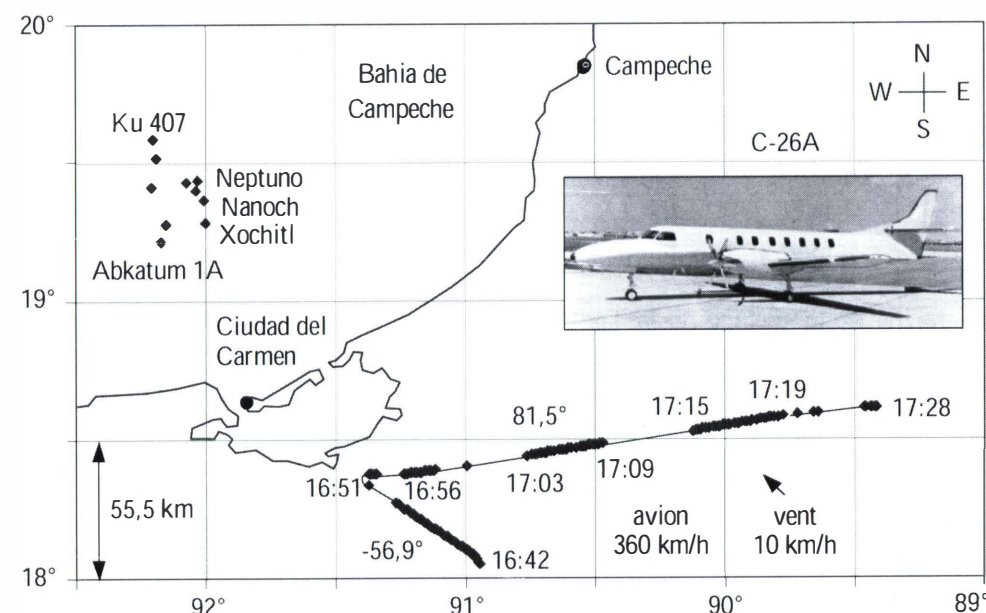 20°
Bahia de
Campeche
Campeche
N
W E
S
C-26A
Ku 407
Neptuno
Nanoch
Xochitl
Abkatum 1A
19°
Ciudad del
Carmen
81,5°
17:15
17:19
17:28
16:51
16:56
17:03
17:09
55,5 km
-56,9°
16:42
avion
360 km/h
vent
10 km/h
18°
92°
91°
90°
89°